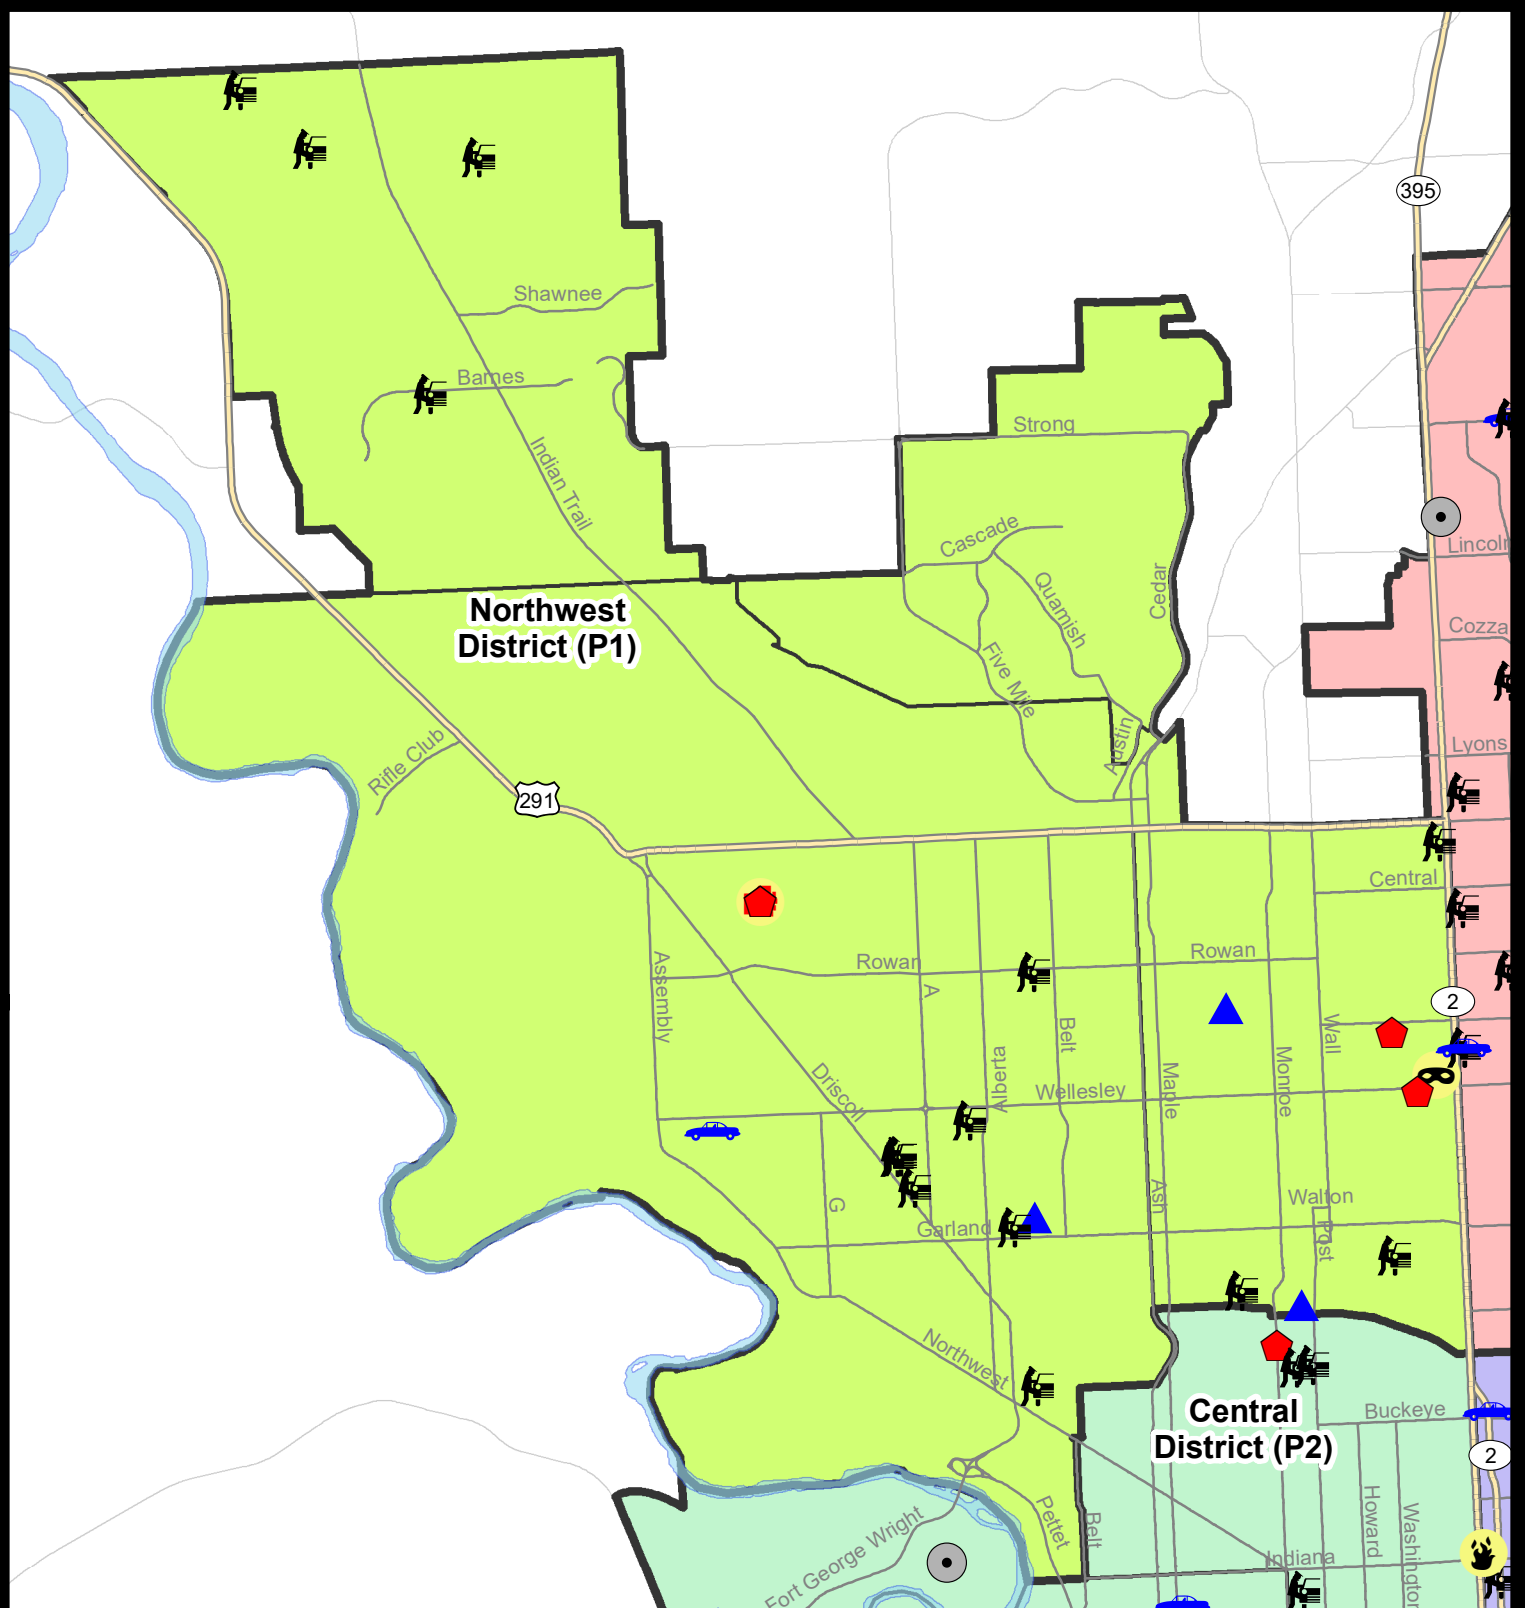 395
Shawnee
Barnes
Strong
Indian Trail
Cascade
Lincoln
Quamish
Cedar
Northwest
District (P1)
Cozza
Five Mile
Austin
Lyons
Rifle Club
291
Central
Assembly
Rowan
Rowan
A
2
Wall
Belt
Alberta
Monroe
Maple
Driscoll
Wellesley
G
Ash
Walton
Garland
Post
Northwest
Central
District (P2)
Buckeye
2
Howard
Washington
Pettet
Belt
Fort George Wright
Indiana